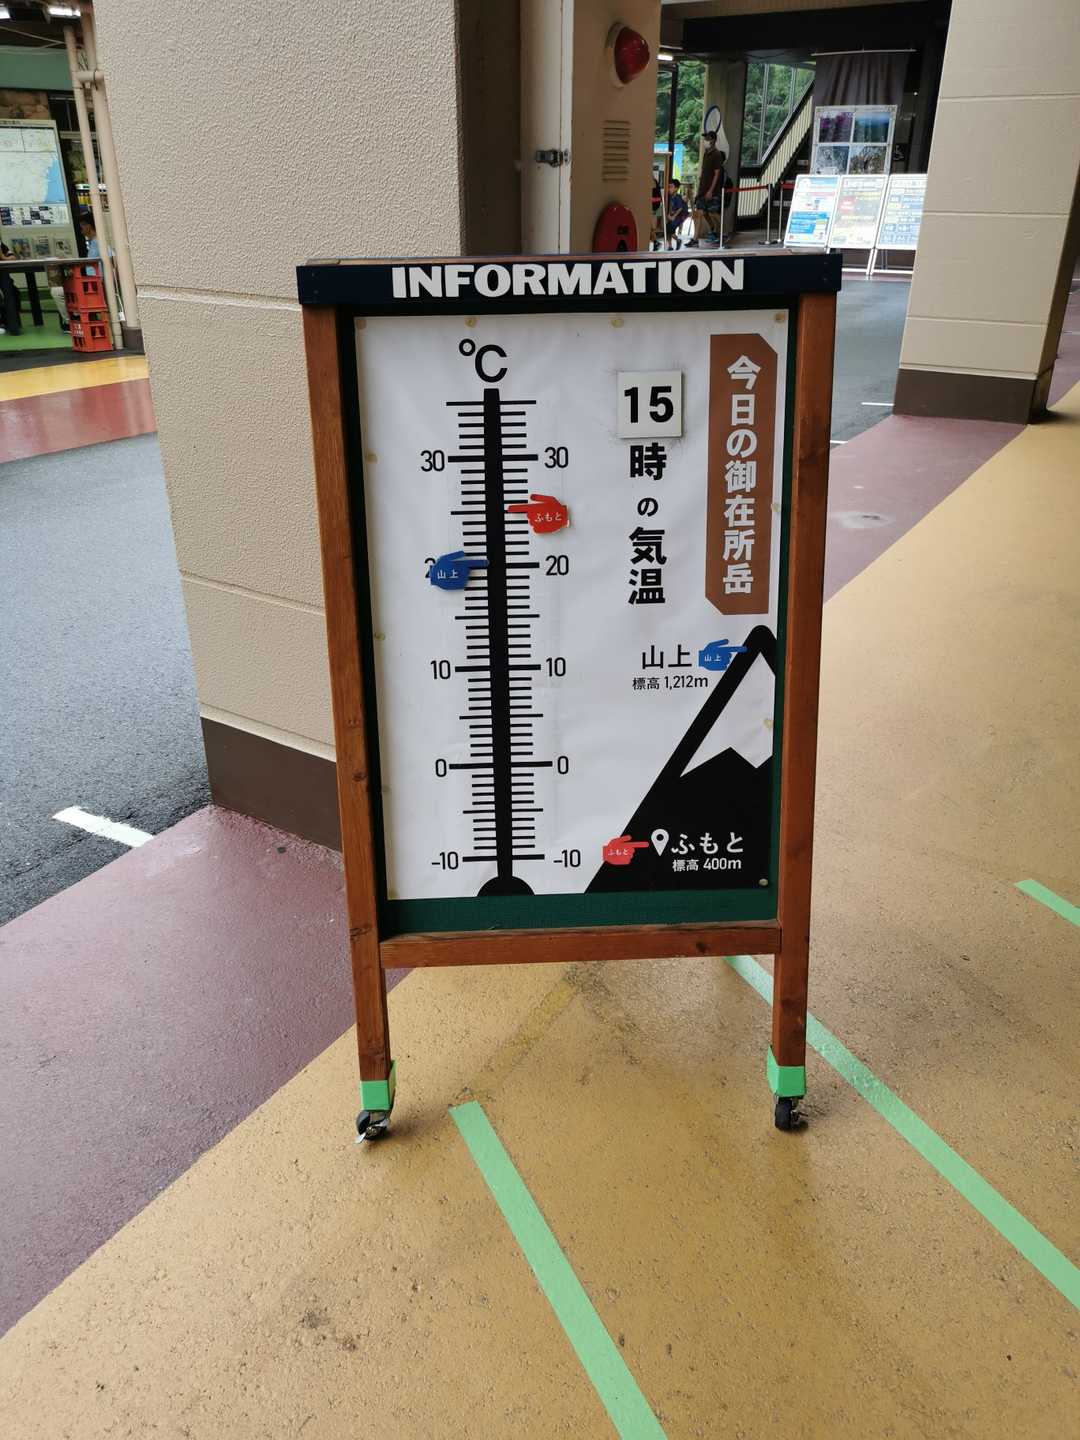 INFORMATION
℃
今日の御在所岳
15
時の気温
30
30
ふもと
山上
20
10
10
0
0
-10
-10
山上
山上
標高 1,212m
ふもと
ふもと
標高 400m